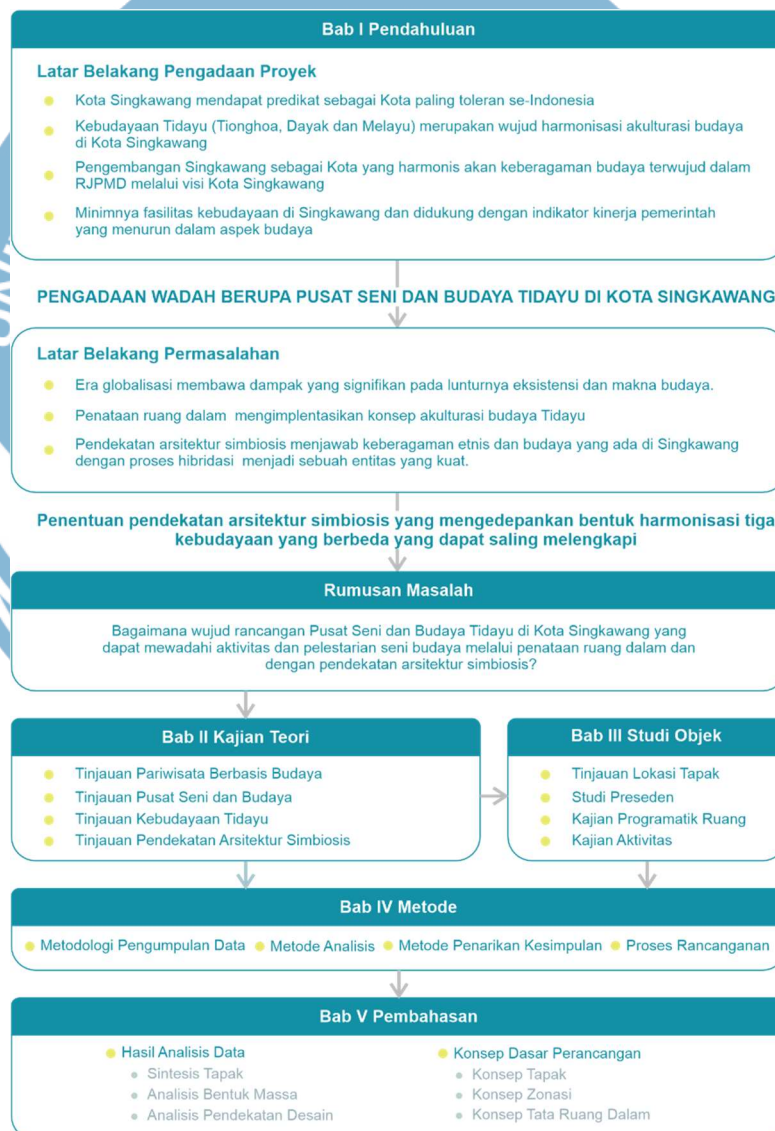 Bab I Pendahuluan
Latar Belakang Pengadaan Proyek
Kota Singkawang mendapat predikat sebagai Kota paling toleran se-Indonesia
Kebudayaan Tidayu (Tionghoa, Dayak dan Melayu) merupakan wujud harmonisasi akulturasi budaya
di Kota Singkawang
Pengembangan Singkawang sebagai Kota yang harmonis akan keberagaman budaya terwujud dalam
RJPMD melalui visi Kota Singkawang
Minimnya fasilitas kebudayaan di Singkawang dan didukung dengan indikator kinerja pemerintah
yang menurun dalam aspek budaya
PENGADAAN WADAH BERUPA PUSAT SENI DAN BUDAYA TIDAYU DI KOTA SINGKAWANG
Latar Belakang Permasalahan
Era globalisasi membawa dampak yang signifikan pada lunturnya eksistensi dan makna budaya.
Penataan ruang dalam mengimplentasikan konsep akulturasi budaya Tidayu
Pendekatan arsitektur simbiosis menjawab keberagaman etnis dan budaya yang ada di Singkawang
dengan proses hibridasi menjadi sebuah entitas yang kuat.
Penentuan pendekatan arsitektur simbiosis yang mengedepankan bentuk harmonisasi tiga
kebudayaan yang berbeda yang dapat saling melengkapi
Rumusan Masalah
Bagaimana wujud rancangan Pusat Seni dan Budaya Tidayu di Kota Singkawang yang
dapat mewadahi aktivitas dan pelestarian seni budaya melalui penataan ruang dalam dan
dengan pendekatan arsitektur simbiosis?
Bab II Kajian Teori
Tinjauan Pariwisata Berbasis Budaya
Tinjauan Pusat Seni dan Budaya
Tinjauan Kebudayaan Tidayu
Tinjauan Pendekatan Arsitektur Simbiosis
Bab III Studi Objek
Tinjauan Lokasi Tapak
Studi Preseden
Kajian Programatik Ruang
Kajian Aktivitas
Bab IV Metode
Metodologi Pengumpulan Data Metode Analisis Metode Penarikan Kesimpulan Proses Rancanganan
Bab V Pembahasan
Hasil Analisis Data
Sintesis Tapak
Analisis Bentuk Massa
Analisis Pendekatan Desain
Konsep Dasar Perancangan
Konsep Tapak
Konsep Zonasi
Konsep Tata Ruang Dalam